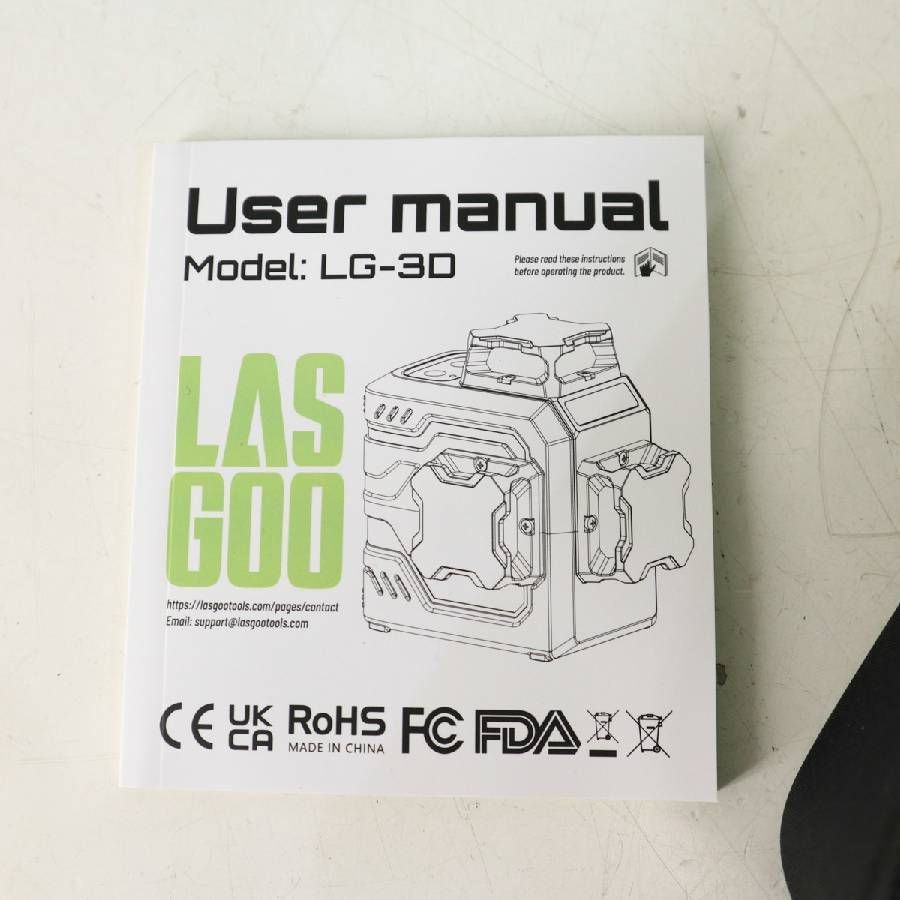 User manual
Model: LG-3D
Please read these instructions
before operating the product.
LAS
GOO
https://lasgootools.com/pages/contact
Email: support@lasgootools.com
CE
UK
CA
RoHS
MADE IN CHINA
FC
FDA